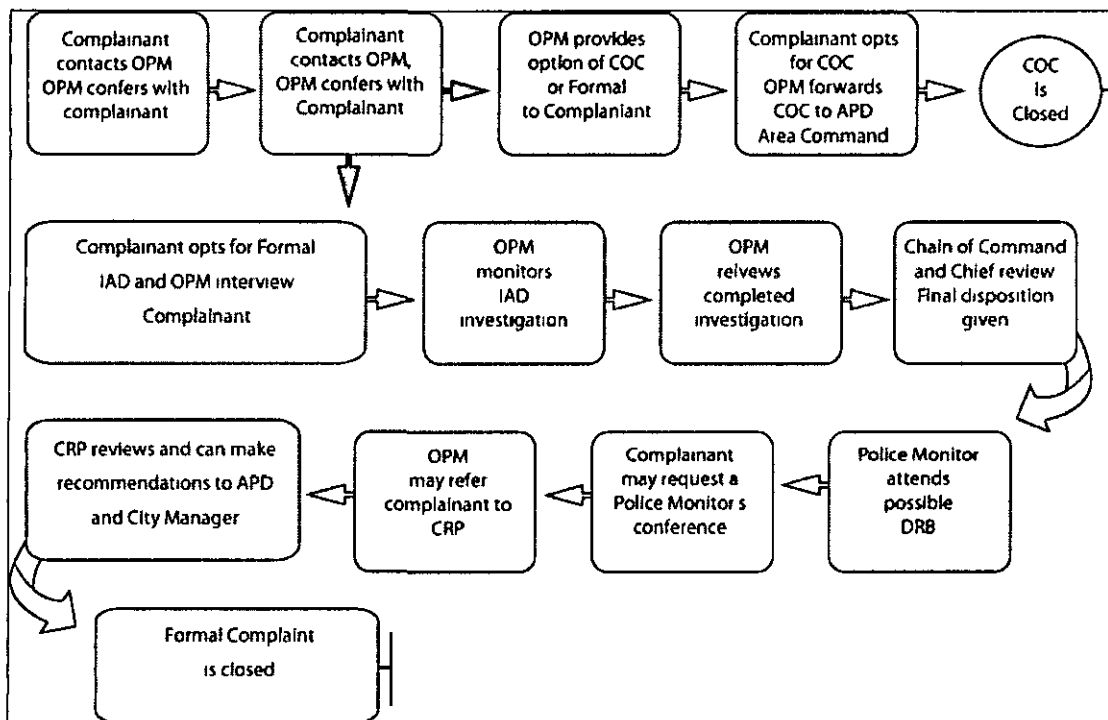 Complainant
contacts OPM
OPM confers with
complainant
Complainant
contacts OPM,
OPM confers with
Complainant
OPM provides
option of COC
or Formal
to Complaniant
Complainant opts
for COC
OPM forwards
COC to APD
Area Command
COC
is
Closed
Complainant opts for Formal
IAD and OPM interview
Complainant
OPM
monitors
IAD
investigation
OPM
reivews
completed
investigation
Chain of Command
and Chief review
Final disposition
given
Police Monitor
attends
possible
DRB
Complainant
may request a
Police Monitor s
conference
OPM
may refer
complainant to
CRP
CRP reviews and can make
recommendations to APD
and City Manager
Formal Complaint
is closed